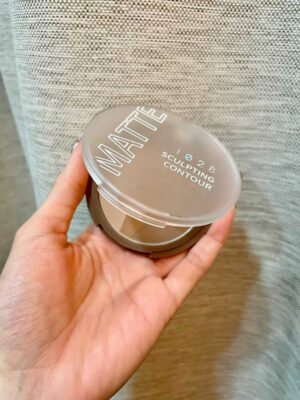 MATTE
1028
SCULPTING
CONTOUR